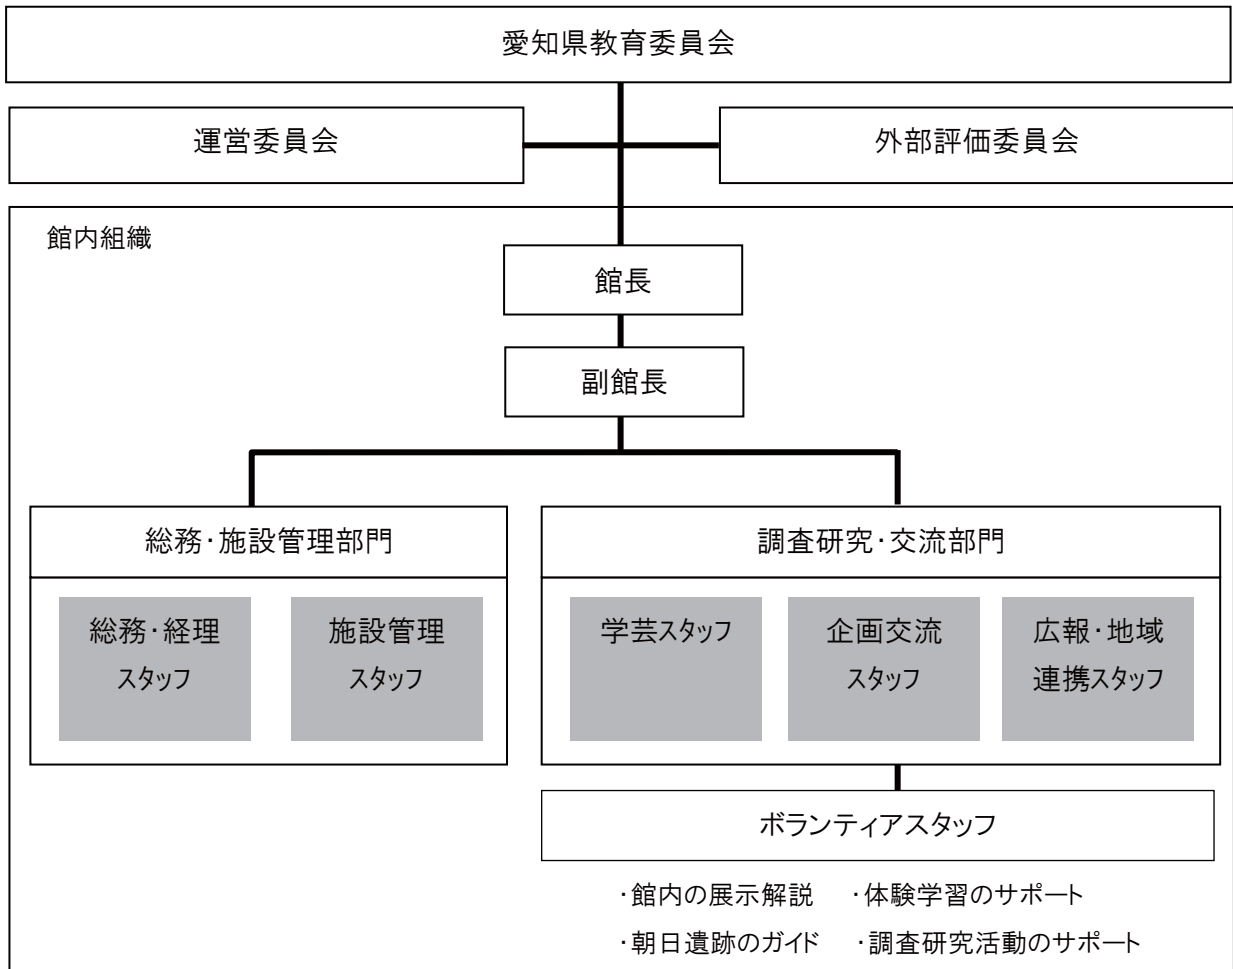 愛知県教育委員会
運営委員会
外部評価委員会
館内組織
館長
副館長
総務・施設管理部門
総務・経理
スタッフ
施設管理
スタッフ
調査研究・交流部門
学芸スタッフ
企画交流
スタッフ
広報・地域
連携スタッフ
ボランティアスタッフ
・館内の展示解説 ・体験学習のサポート
・朝日遺跡のガイド ・調査研究活動のサポート